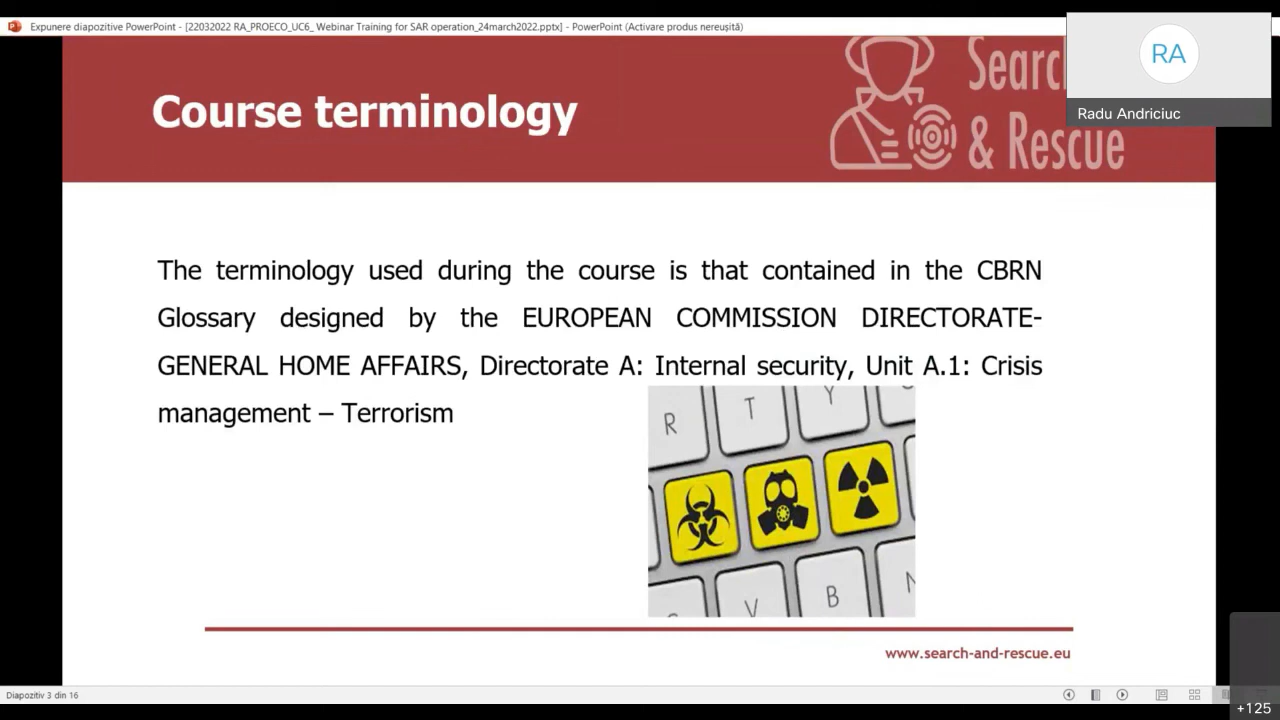 Expunere diapozitive PowerPoint - [22032022 RA_PROECO_UC6_ Webinar Training for SAR operation_24march2022.pptx] - PowerPoint (Activare produs nereușită)
RA
Radu Andriciuc
Course terminology
Searc
& Rescue
The terminology used during the course is that contained in the CBRN
Glossary designed by the EUROPEAN COMMISSION DIRECTORATE-
GENERAL HOME AFFAIRS, Directorate A: Internal security, Unit A.1: Crisis
management – Terrorism
R T Y
V B N
www.search-and-rescue.eu
Diapozitiv 3 din 16
+125